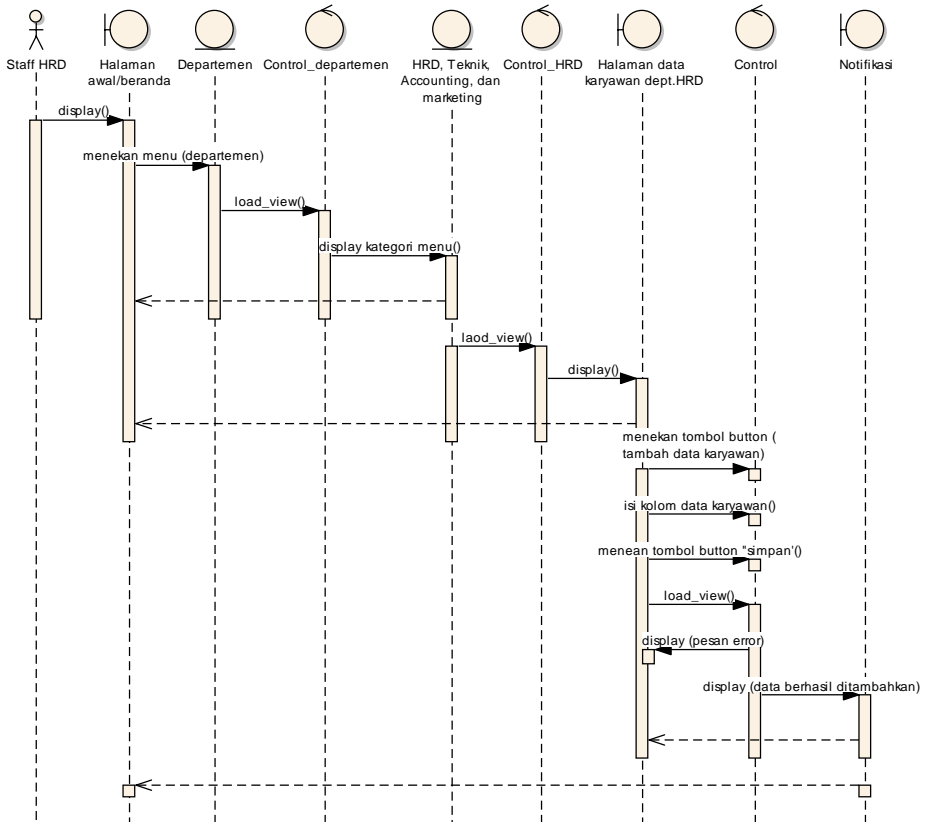 Staff HRD
Halaman
awal/beranda
Departemen
Control_departemen
HRD, Teknik,
Accounting, dan
marketing
Control_HRD
Halaman data
karyawan dept.HRD
Control
Notifikasi
display()
menekan menu (departemen)
load_view()
display kategori menu()
laod_view()
display()
menekan tombol button (
tambah data karyawan)
isi kolom data karyawan()
menean tombol button "simpan'()
load_view()
display (pesan error)
display (data berhasil ditambahkan)